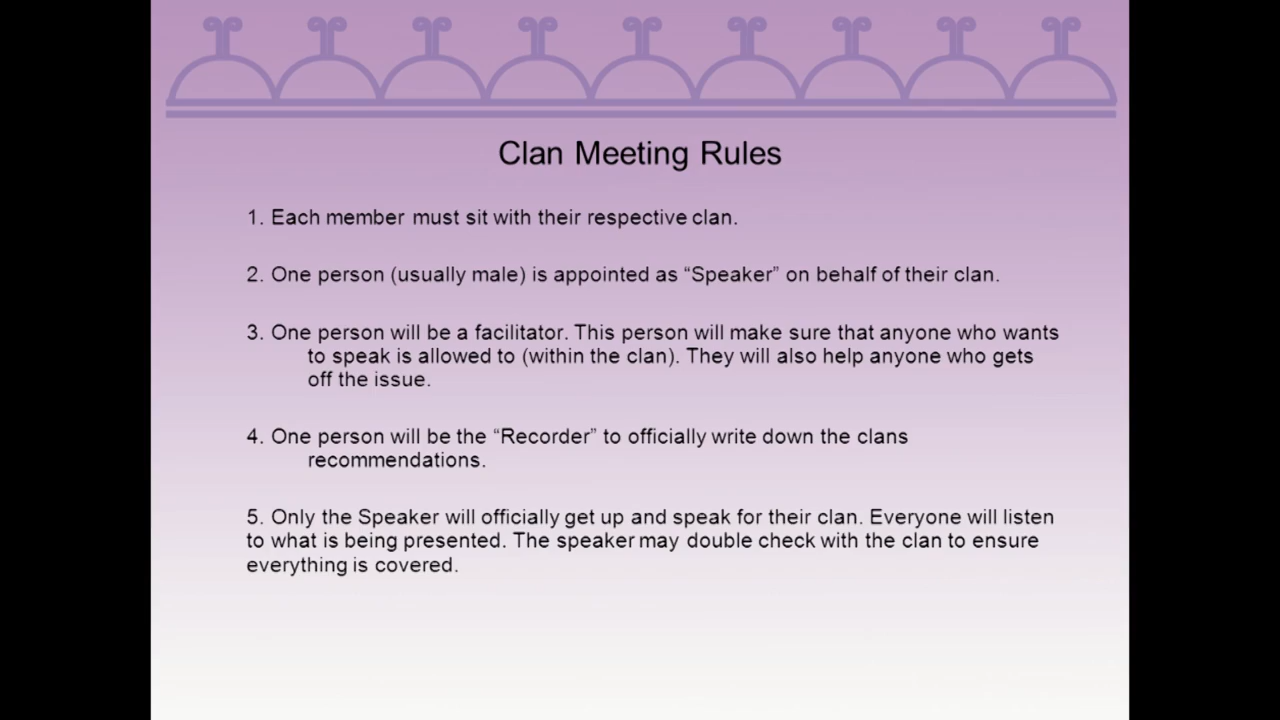 Clan Meeting Rules
1. Each member must sit with their respective clan.
2. One person (usually male) is appointed as “Speaker” on behalf of their clan.
3. One person will be a facilitator. This person will make sure that anyone who wants
to speak is allowed to (within the clan). They will also help anyone who gets
off the issue.
4. One person will be the “Recorder” to officially write down the clans
recommendations.
5. Only the Speaker will officially get up and speak for their clan. Everyone will listen
to what is being presented. The speaker may double check with the clan to ensure
everything is covered.